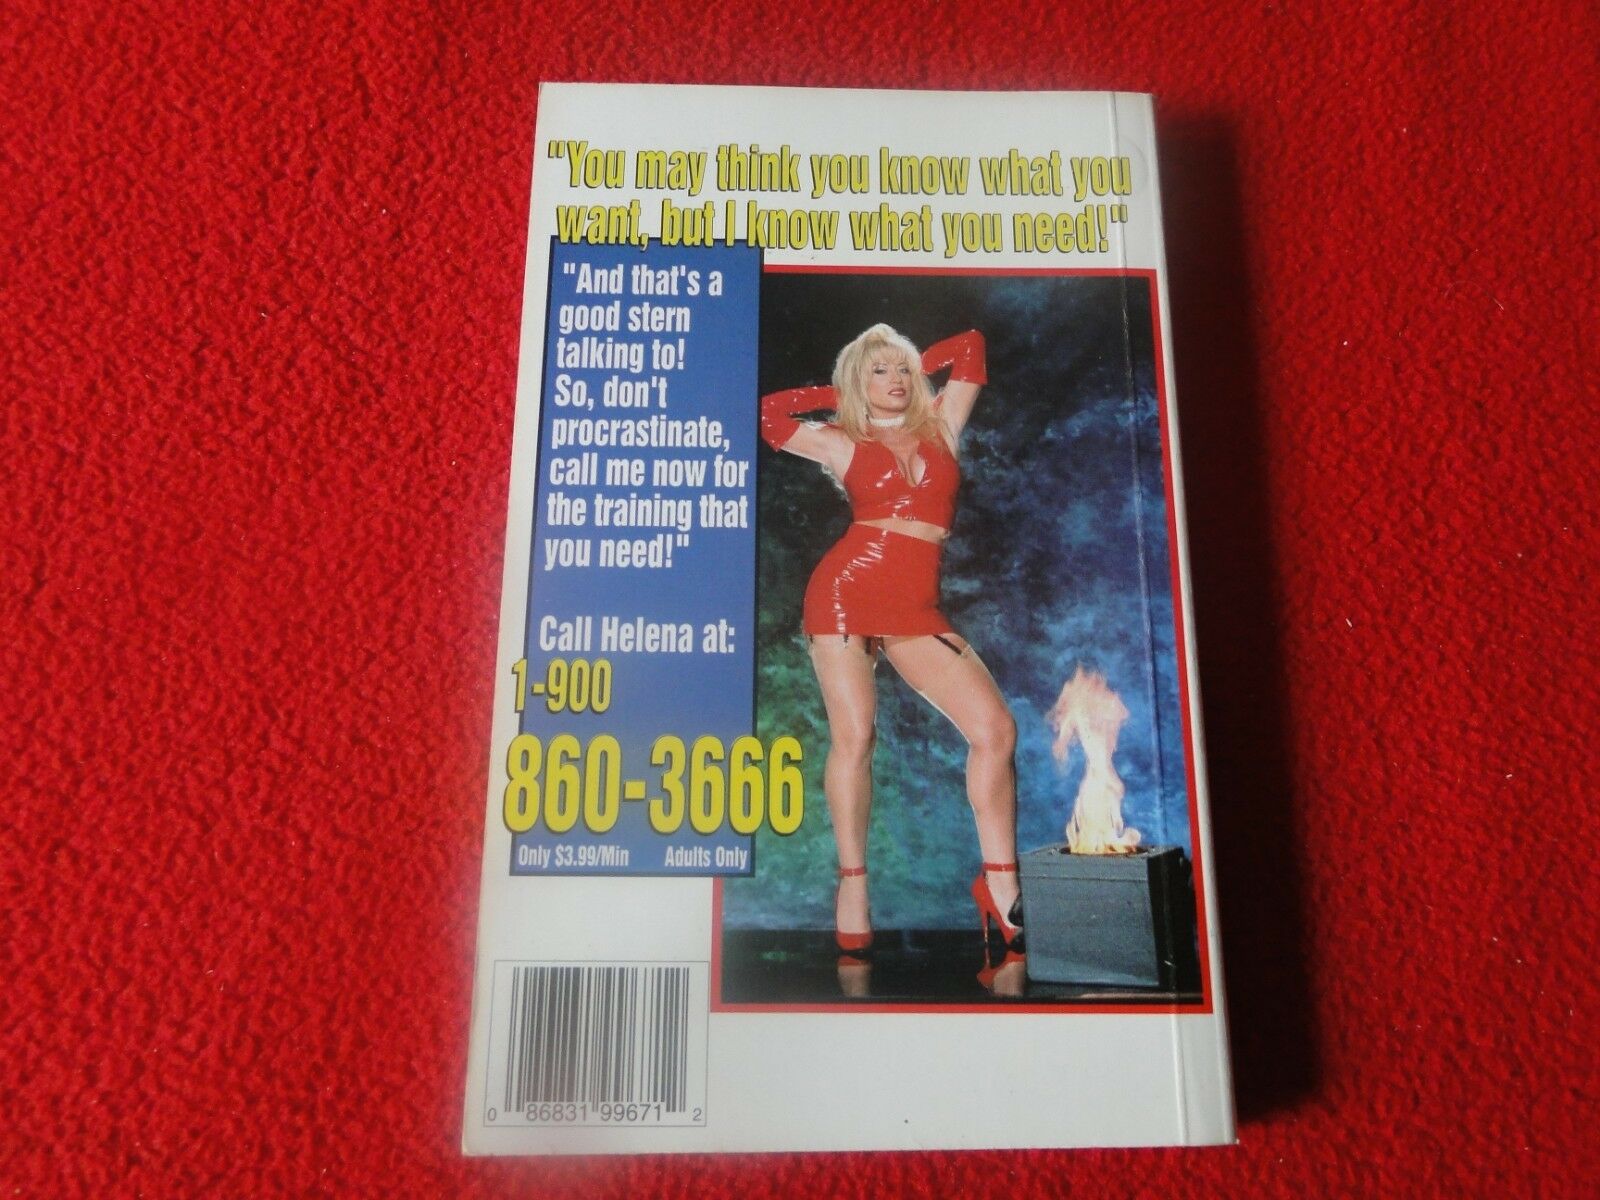 "You may think you know what you
want, but I know what you need!"
"And that's a
good stern
talking to!
So, don't
procrastinate,
call me now for
the training that
you need!"
Call Helena at:
1-900
860-3666
Only $3.99/Min Adults Only
0 86831 99671 2